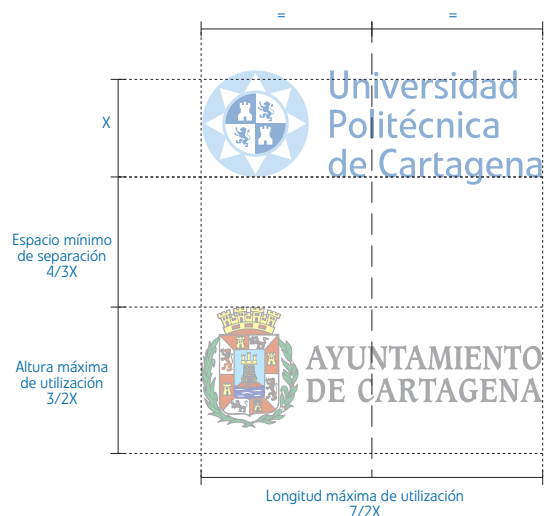 = =
Universidad
Politécnica
de Cartagena
X
Espacio mínimo
de separación
4/3X
AYUNTAMIENTO
DE CARTAGENA
Altura máxima
de utilización
3/2X
Longitud máxima de utilización
7/2X